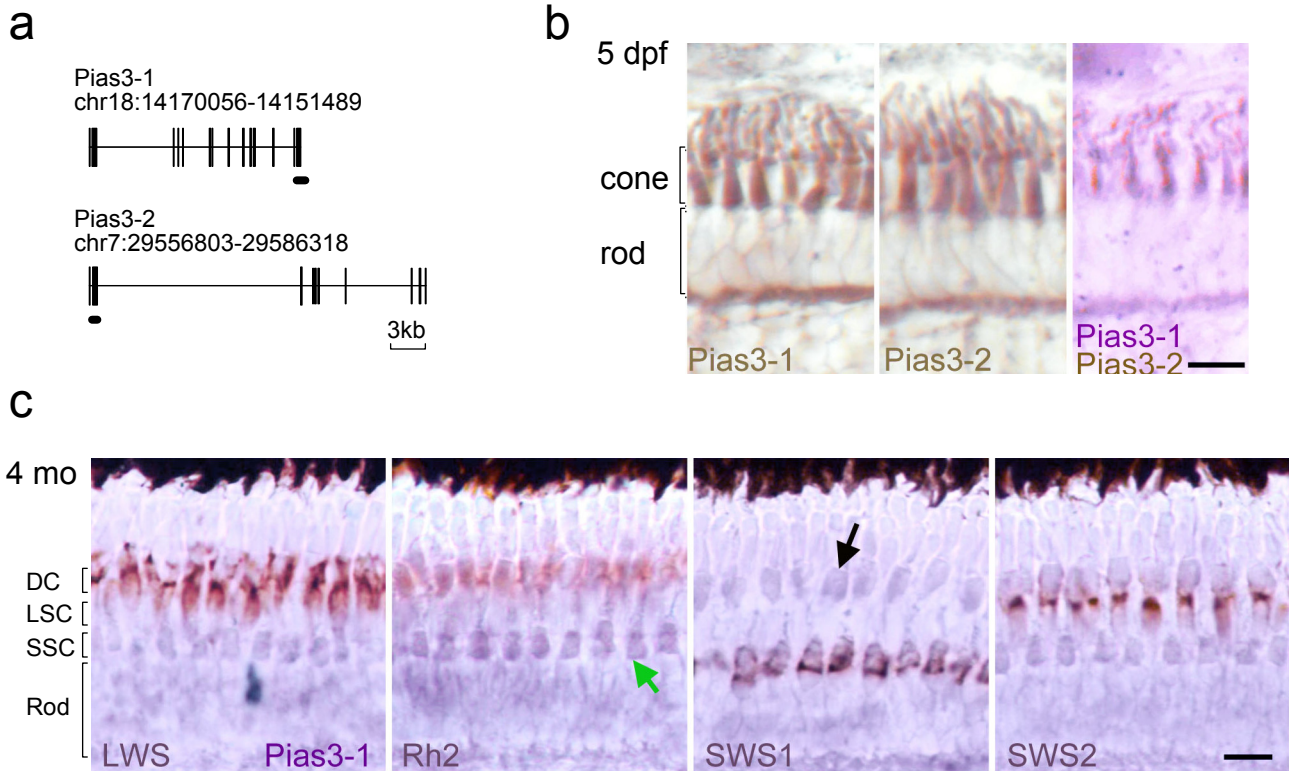 a
Pias3-1
chr18:14170056-14151489
Pias3-2
chr7:29556803-29586318
3kb
b
5 dpf
cone
rod
Pias3-1
Pias3-2
Pias3-1
Pias3-2
c
4 mo
DC
LSC
SSC
Rod
LWS
Pias3-1
Rh2
SWS1
SWS2